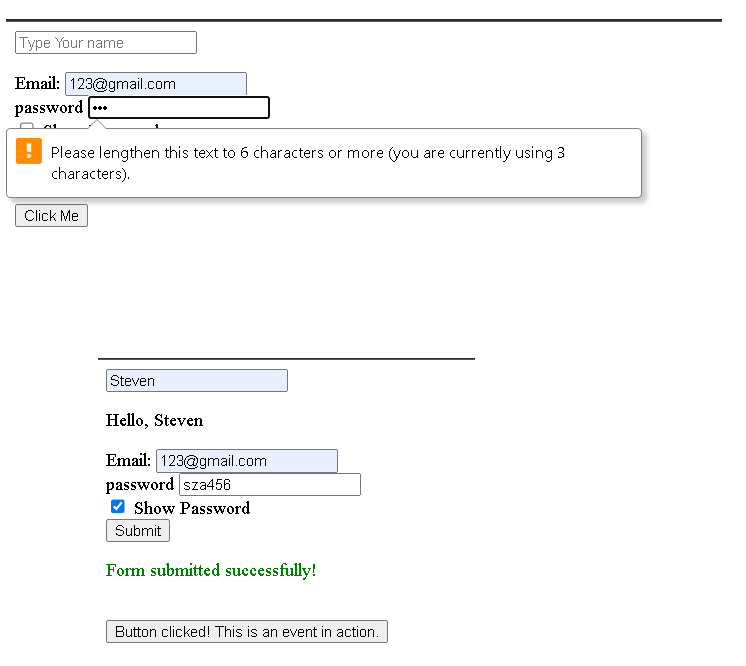 Type Your name
Email: 123@gmail.com
password •••
Please lengthen this text to 6 characters or more (you are currently using 3
characters).
Click Me
Steven
Hello, Steven
Email: 123@gmail.com
password sza456
Show Password
Submit
Form submitted successfully!
Button clicked! This is an event in action.